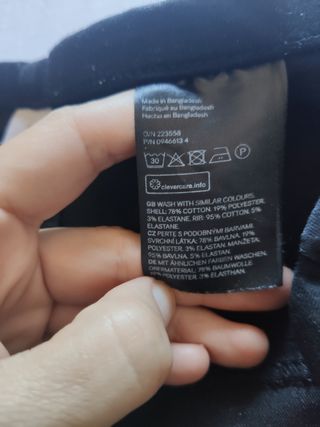 Made in Bangladesh
Fabriqué au Bangladesh
Hecho en Bangladesh
O/N 223558
P/N 0946613 4
30
P
clevercare.info
GB WASH WITH SIMILAR COLOURS.
SHELL: 78% COTTON. 19% POLYESTER.
3% ELASTANE. RIB: 95% COTTON. 5%
ELASTANE.
CZ PERTE S PODOBNÝMI BARVAMI.
SVRCHNÍ LÁTKA: 78% BAVLNA. 19%
POLYESTER. 3% ELASTAN. MANŽETA:
95% BAVLNA. 5% ELASTAN.
DE MIT ÄHNLICHEN FARBEN WASCHEN.
OBERMATERIAL: 78% BAUMWOLLE
POLYESTER. 3% ELASTHAN.